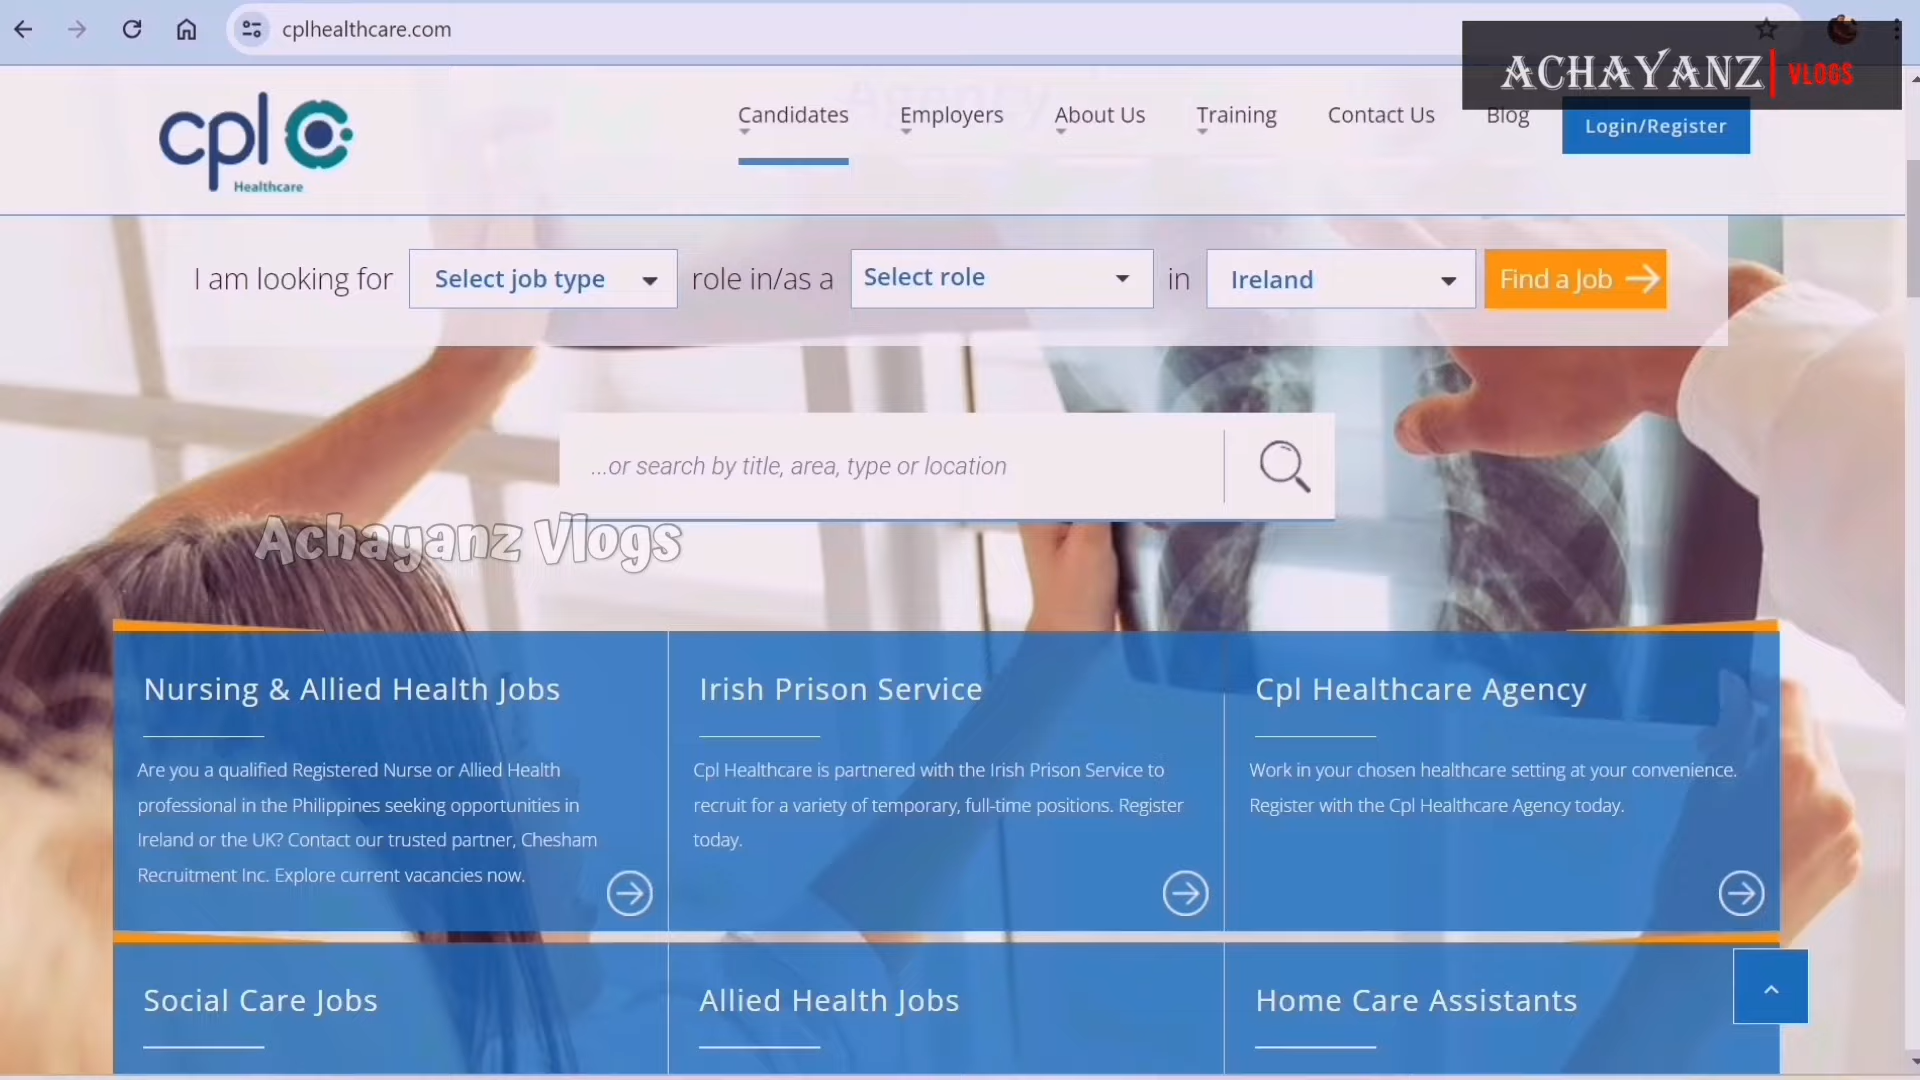 cplhealthcare.com
ACHAYANZ VLOGS
cpl
Healthcare
Candidates
Employers
About Us
Training
Contact Us
Blog
Login/Register
I am looking for Select job type role in/as a Select role in Ireland Find a Job
...or search by title, area, type or location
Achayanz Vlogs
Nursing & Allied Health Jobs
Are you a qualified Registered Nurse or Allied Health
professional in the Philippines seeking opportunities in
Ireland or the UK? Contact our trusted partner, Chesham
Recruitment Inc. Explore current vacancies now.
Irish Prison Service
Cpl Healthcare is partnered with the Irish Prison Service to
recruit for a variety of temporary, full-time positions. Register
today.
Cpl Healthcare Agency
Work in your chosen healthcare setting at your convenience.
Register with the Cpl Healthcare Agency today.
Social Care Jobs
Allied Health Jobs
Home Care Assistants